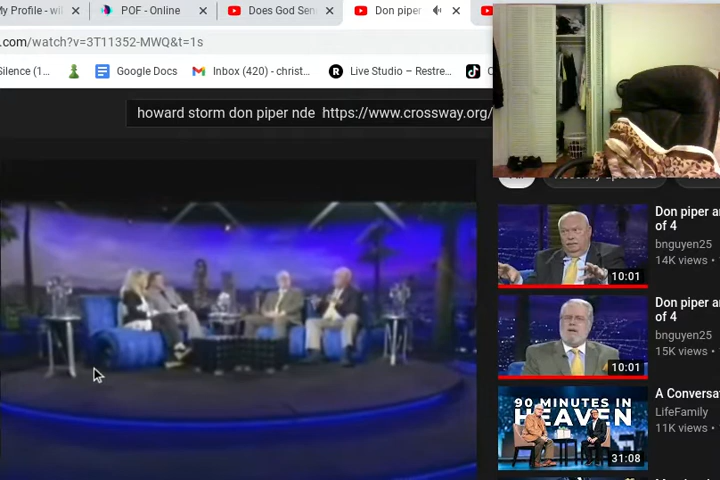 My Profile - wi
POF - Online
Does God Sen
Don piper
.com/watch?v=3T11352-MWQ&t=1s
Silence (1...
Google Docs
Inbox (420) - christ...
Live Studio – Restre...
howard storm don piper nde https://www.crossway.org/
Don piper a
of 4
bnguyen25
14K views •
10:01
Don piper a
of 4
bnguyen25
15K views •
10:01
A Conversa
LifeFamily
11K views •
90 MINUTES IN
HEAVEN
31:08